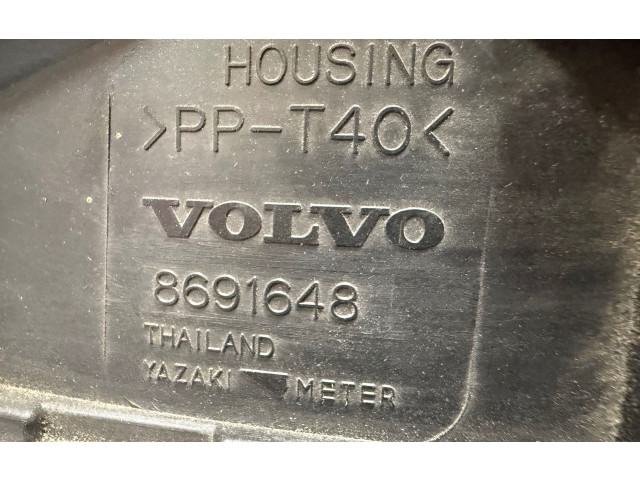 HOUSING
>PP-T40<
VOLVO
8691648
THAILAND
YAZAKI METER